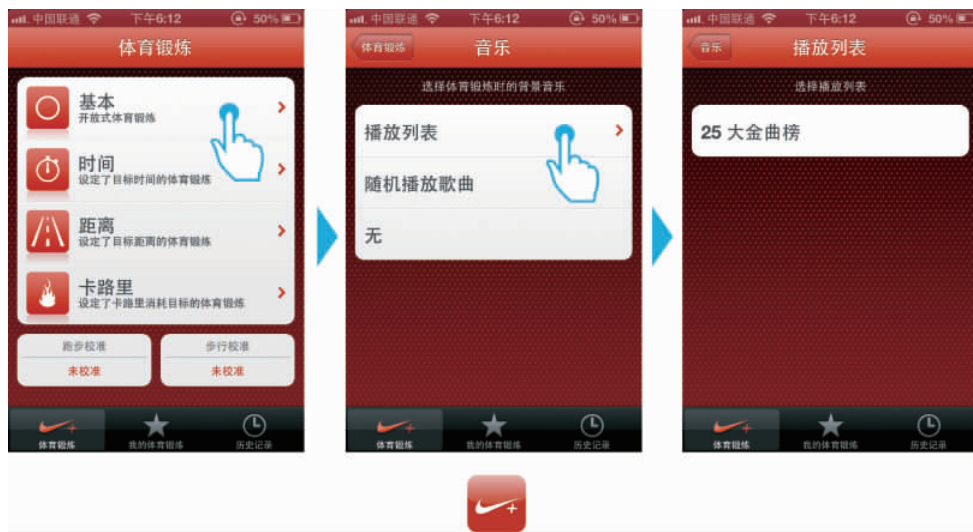 中国联通 下午6:12 50%
体育锻炼
基本
开放式体育锻炼
时间
设定了目标时间的体育锻炼
距离
设定了目标距离的体育锻炼
卡路里
设定了卡路里消耗目标的体育锻炼
跑步校准
未校准
步行校准
未校准
体育锻炼
我的体育锻炼
历史记录
中国联通 下午6:12 50%
体育锻炼
音乐
选择体育锻炼时的背景音乐
播放列表
随机播放歌曲
无
体育锻炼
我的体育锻炼
历史记录
中国联通 下午6:12 50%
音乐
播放列表
选择播放列表
25 大金曲榜
体育锻炼
我的体育锻炼
历史记录